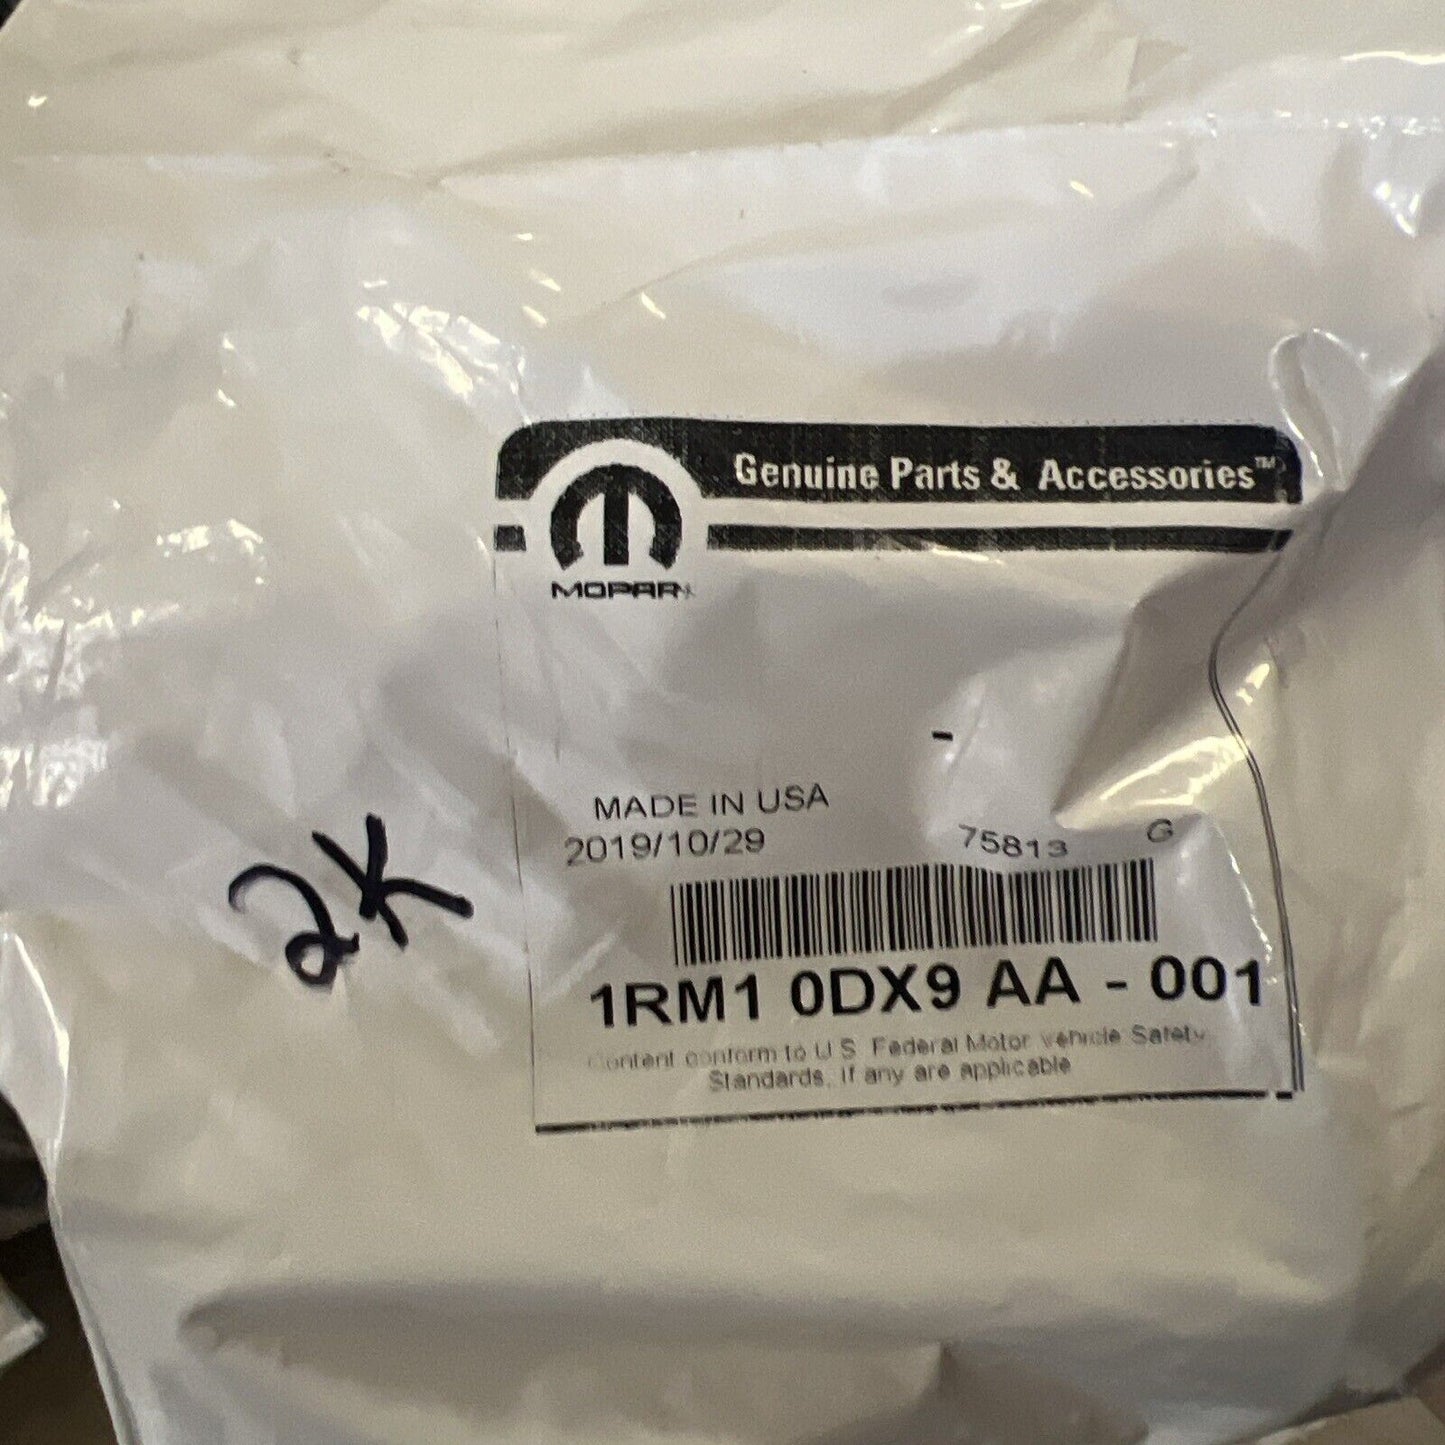 Genuine Parts & Accessories™
MOPAR
-
MADE IN USA
2019/10/29 75813 G
2K
1RM1 0DX9 AA - 001
Content conform to U S Federal Motor vehicle Safety
Standards, If any are applicable